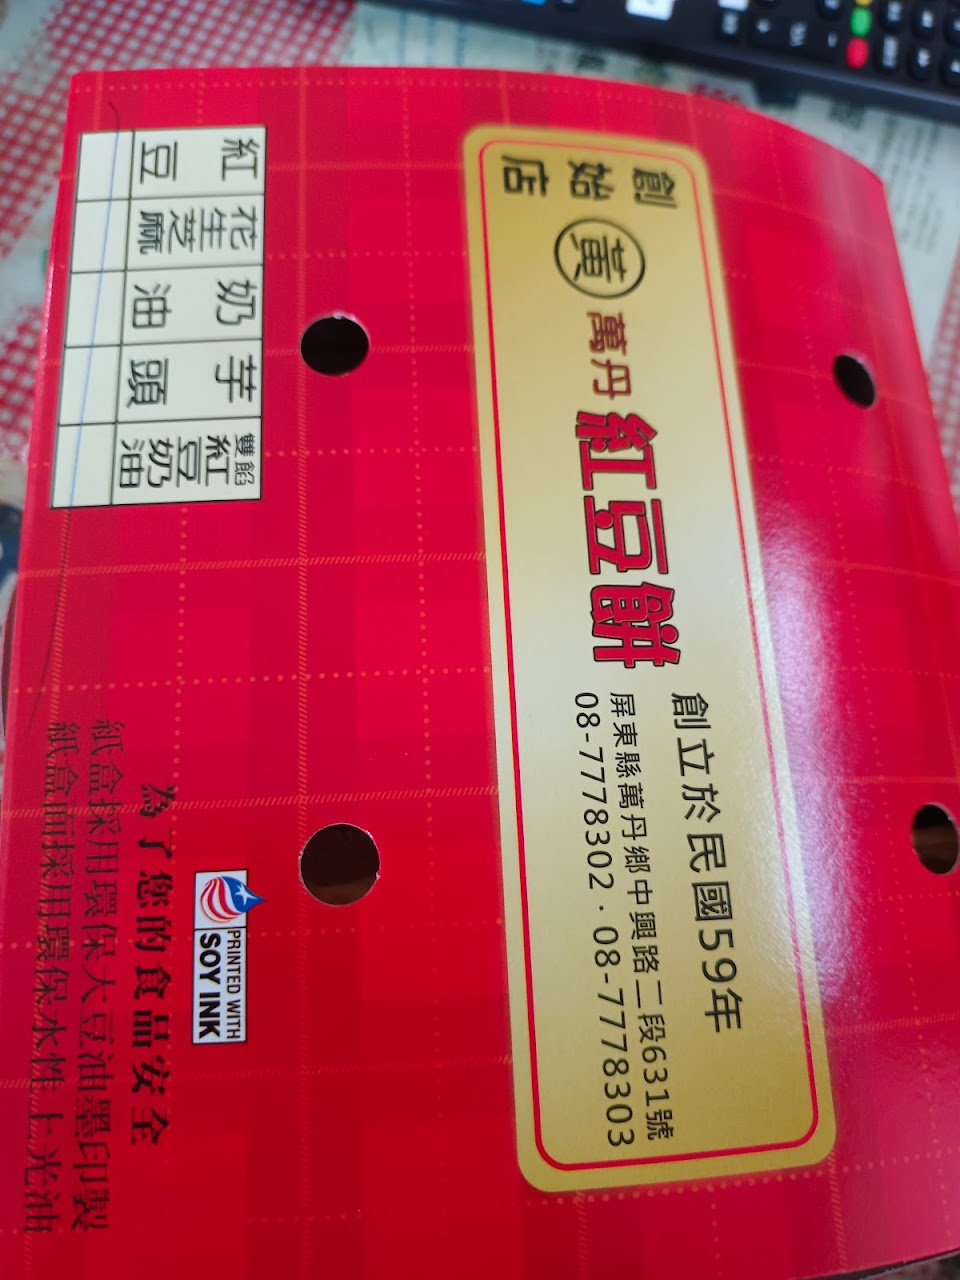 創始店
黃
萬丹
紅豆餅
創立於民國59年
屏東縣萬丹鄉中興路二段631號
08-7778302·08-7778303
紅豆
花生芝麻
奶油
芋頭
雙餡
紅豆
奶油
PRINTED WITH
SOY INK
為了您的食品安全
紙盒採用環保大豆油墨印製
紙盒面採用環保水性上光油